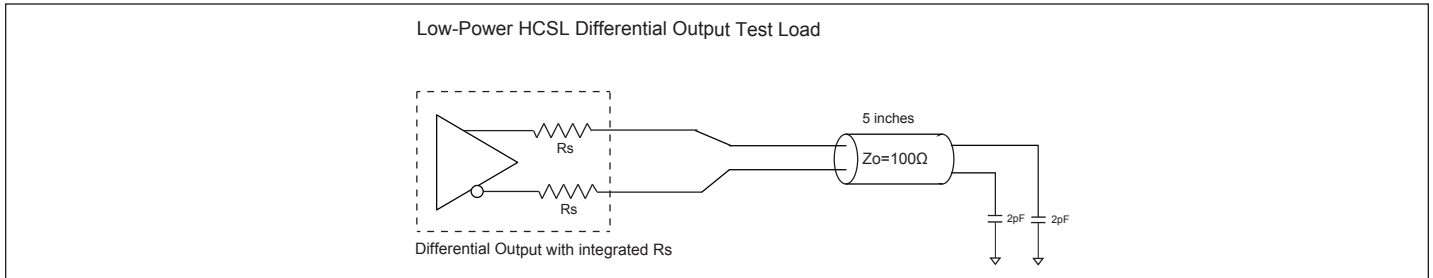 Low-Power HCSL Differential Output Test Load
5 inches
Rs
Zo=100Ω
Rs
2pF
2pF
Differential Output with integrated Rs